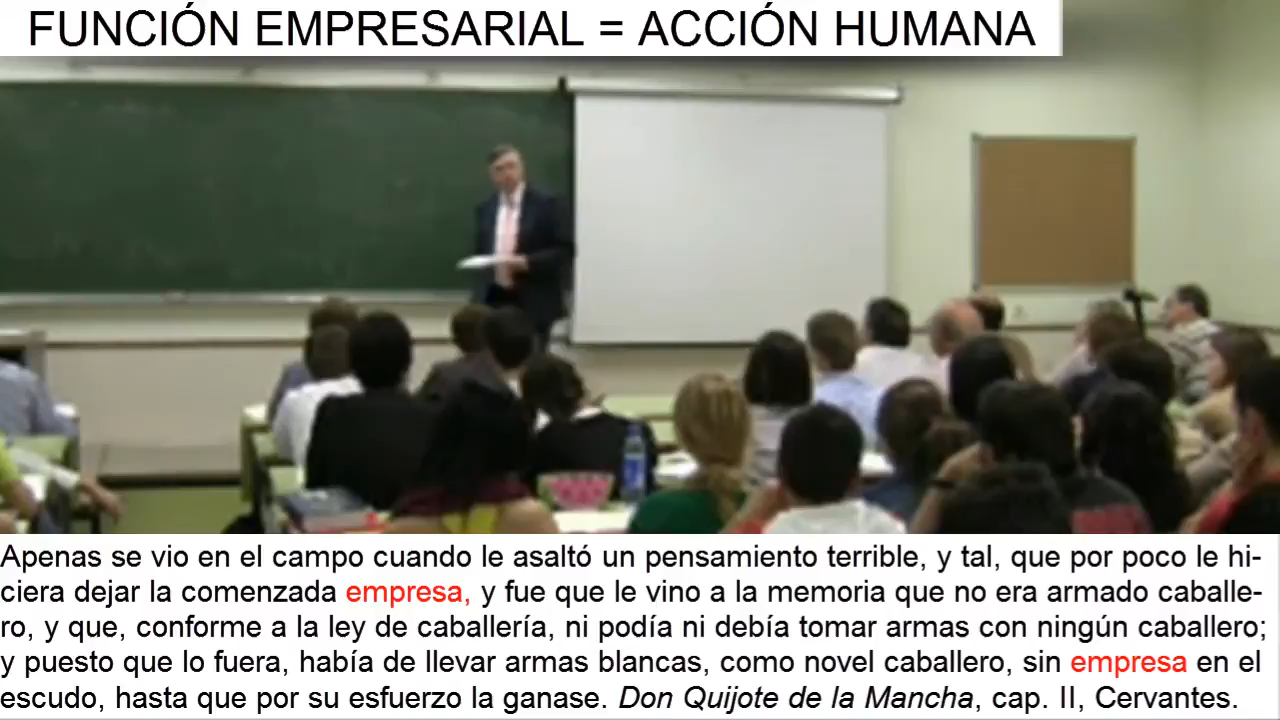 FUNCIÓN EMPRESARIAL = ACCIÓN HUMANA
Apenas se vio en el campo cuando le asaltó un pensamiento terrible, y tal, que por poco le hi-
ciera dejar la comenzada empresa, y fue que le vino a la memoria que no era armado caballe-
ro, y que, conforme a la ley de caballería, ni podía ni debía tomar armas con ningún caballero;
y puesto que lo fuera, había de llevar armas blancas, como novel caballero, sin empresa en el
escudo, hasta que por su esfuerzo la ganase. Don Quijote de la Mancha, cap. II, Cervantes.